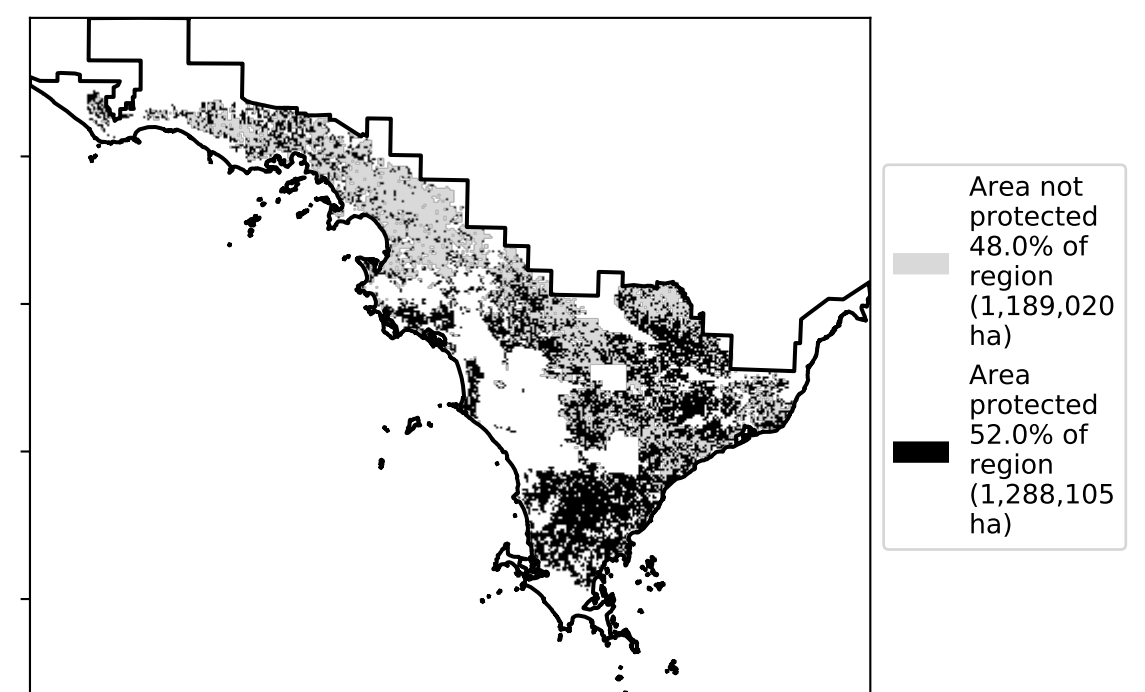 Area not
protected
48.0% of
region
(1,189,020
ha)
Area
protected
52.0% of
region
(1,288,105
ha)